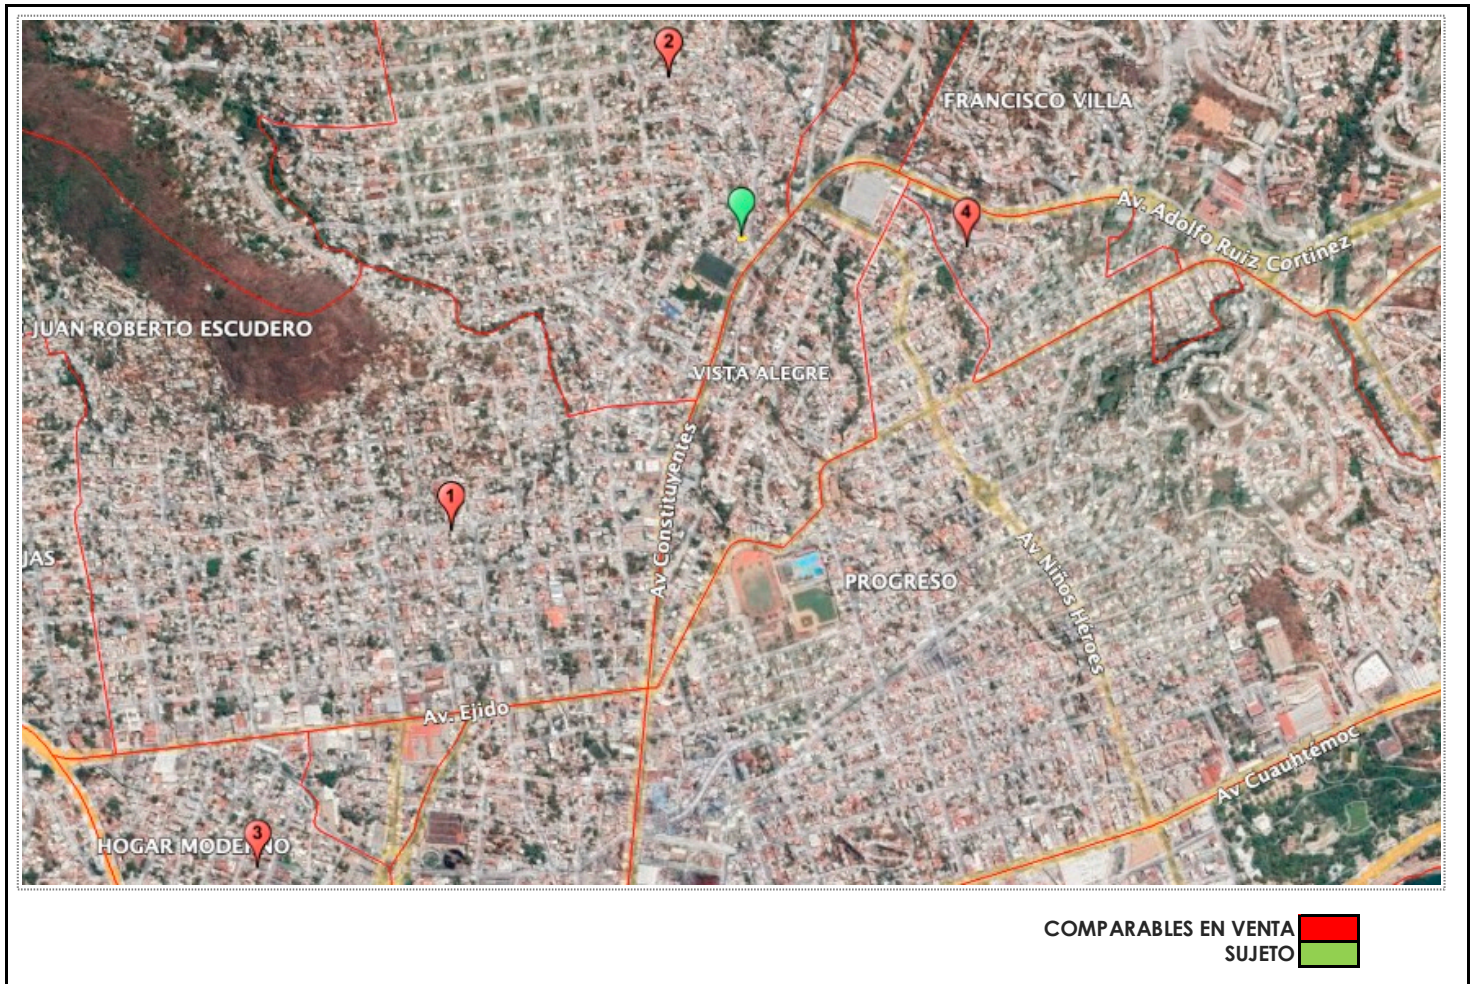 2
FRANCISCO VILLA
4
Av. Adolfo Ruiz Cortinez
JUAN ROBERTO ESCUDERO
VISTA ALEGRE
Av Constituyentes
1
JAS
Av Niños Héroes
PROGRESO
Av. Ejido
Av Cuauhtémoc
3
HOGAR MODERNO
COMPARABLES EN VENTA
SUJETO